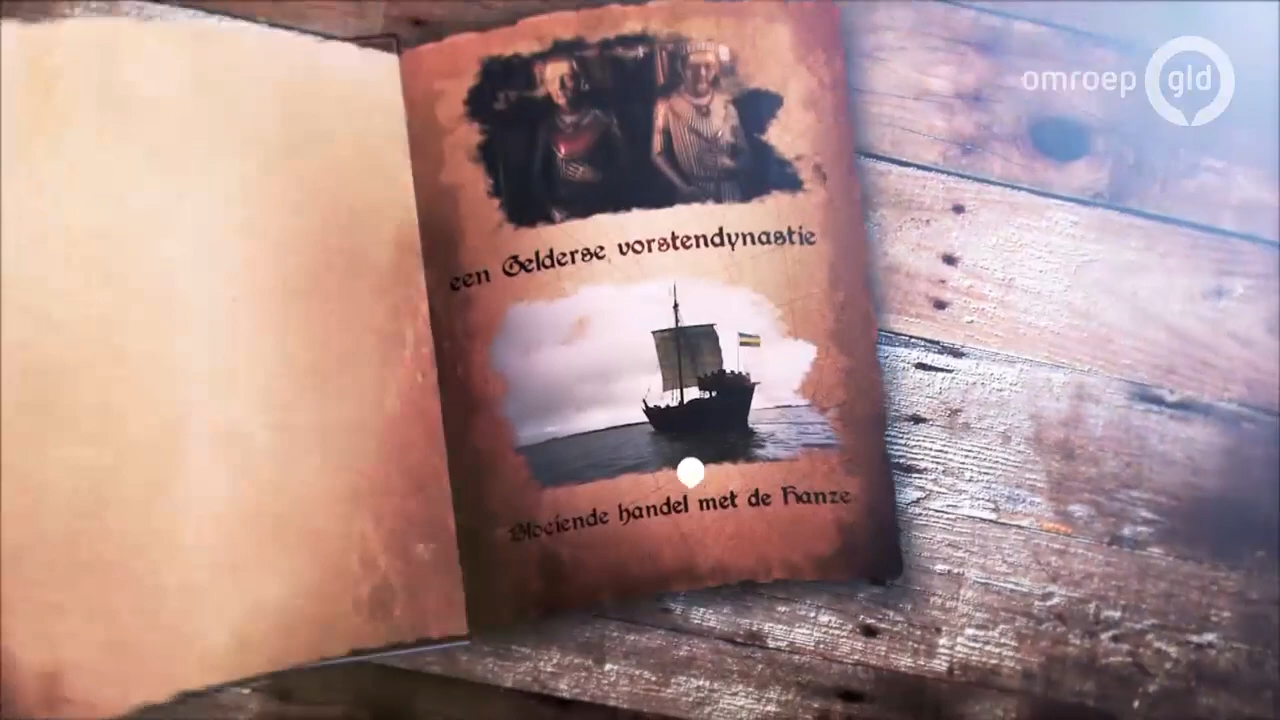 omroep gld
een Gelderse vorstendynastie
Bloeiende handel met de Hanze